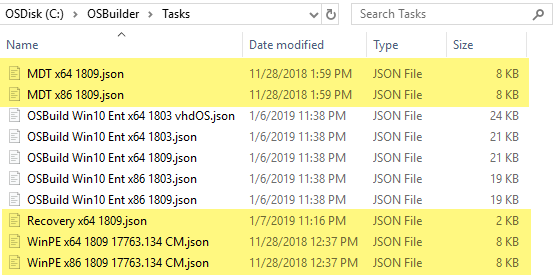 OSDisk (C:) > OSBuilder > Tasks Search Tasks
Name Date modified Type Size
MDT x64 1809.json 11/28/2018 1:59 PM JSON File 8 KB
MDT x86 1809.json 11/28/2018 1:59 PM JSON File 8 KB
OSBuild Win10 Ent x64 1803 vhdOS.json 1/6/2019 11:38 PM JSON File 24 KB
OSBuild Win10 Ent x64 1803.json 1/6/2019 11:38 PM JSON File 21 KB
OSBuild Win10 Ent x64 1809.json 1/6/2019 11:38 PM JSON File 21 KB
OSBuild Win10 Ent x86 1803.json 1/6/2019 11:38 PM JSON File 19 KB
OSBuild Win10 Ent x86 1809.json 1/6/2019 11:38 PM JSON File 19 KB
Recovery x64 1809.json 1/7/2019 11:16 PM JSON File 2 KB
WinPE x64 1809 17763.134 CM.json 11/28/2018 12:37 PM JSON File 8 KB
WinPE x86 1809 17763.134 CM.json 11/28/2018 12:37 PM JSON File 8 KB